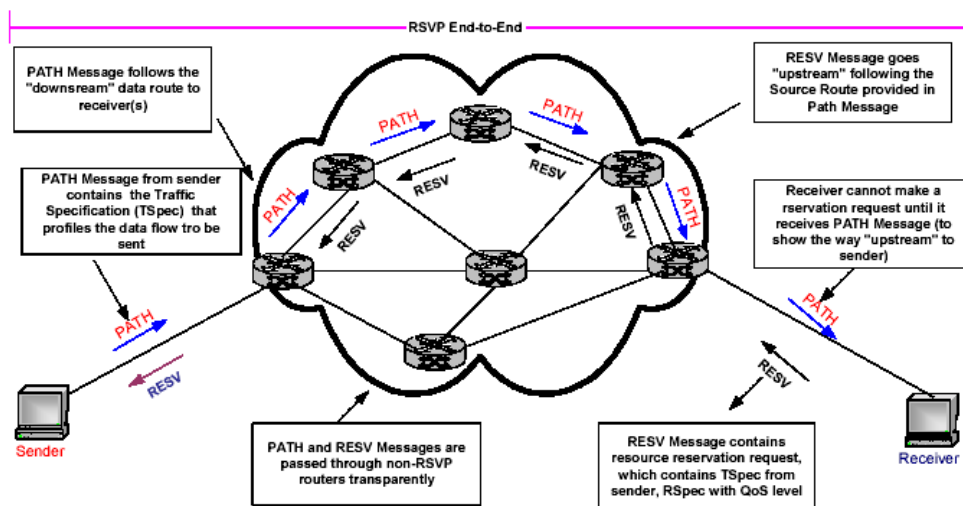 RSVP End-to-End
PATH Message follows the
"downsream" data route to
receiver(s)
RESV Message goes
"upstream" following the
Source Route provided in
Path Message
PATH
PATH
PATH Message from sender
contains the Traffic
Specification (TSpec) that
profiles the data flow tro be
sent
PATH
RESV
RESV
RESV
PATH
RESV
Receiver cannot make a
rservation request until it
receives PATH Message (to
show the way "upstream" to
sender)
PATH
RESV
PATH
RESV
Sender
PATH and RESV Messages are
passed through non-RSVP
routers transparently
RESV Message contains
resource reservation request,
which contains TSpec from
sender, RSpec with QoS level
Receiver